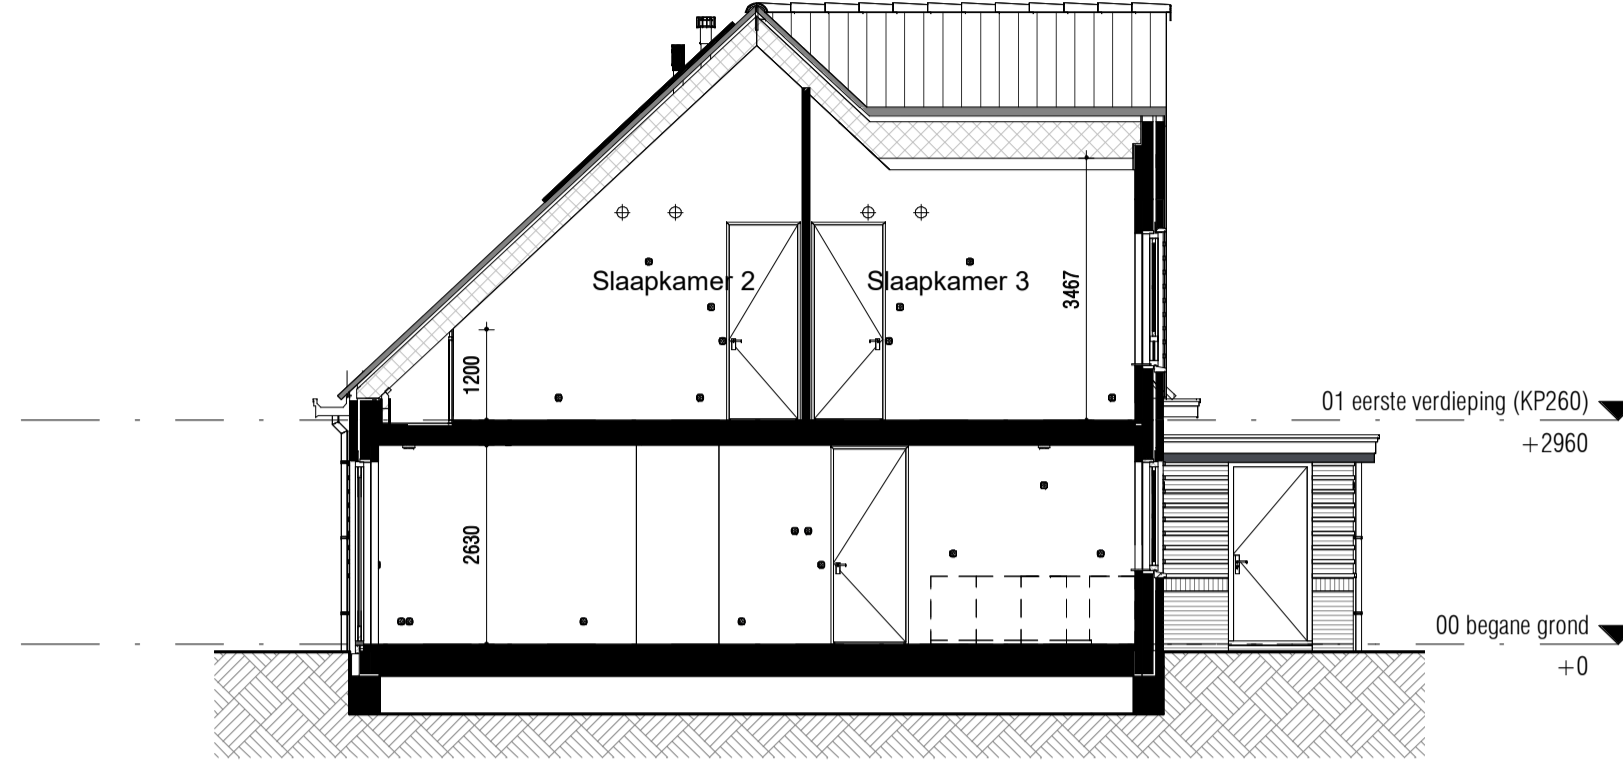 Slaapkamer 2
Slaapkamer 3
3467
1200
01 eerste verdieping (KP260)
+2960
2630
00 begane grond
+0